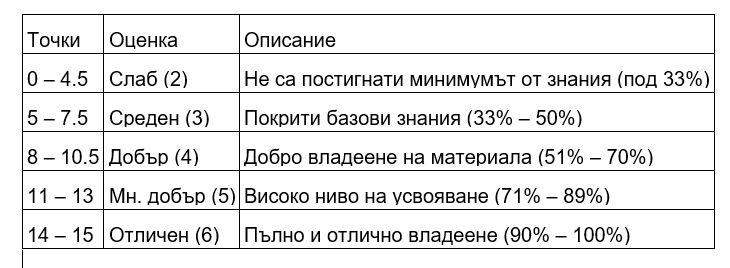 Точки Оценка Описание
0 – 4.5 Слаб (2) Не са постигнати минимумът от знания (под 33%)
5 – 7.5 Среден (3) Покрити базови знания (33% – 50%)
8 – 10.5 Добър (4) Добро владеене на материала (51% – 70%)
11 – 13 Мн. добър (5) Високо ниво на усвояване (71% – 89%)
14 – 15 Отличен (6) Пълно и отлично владеене (90% – 100%)